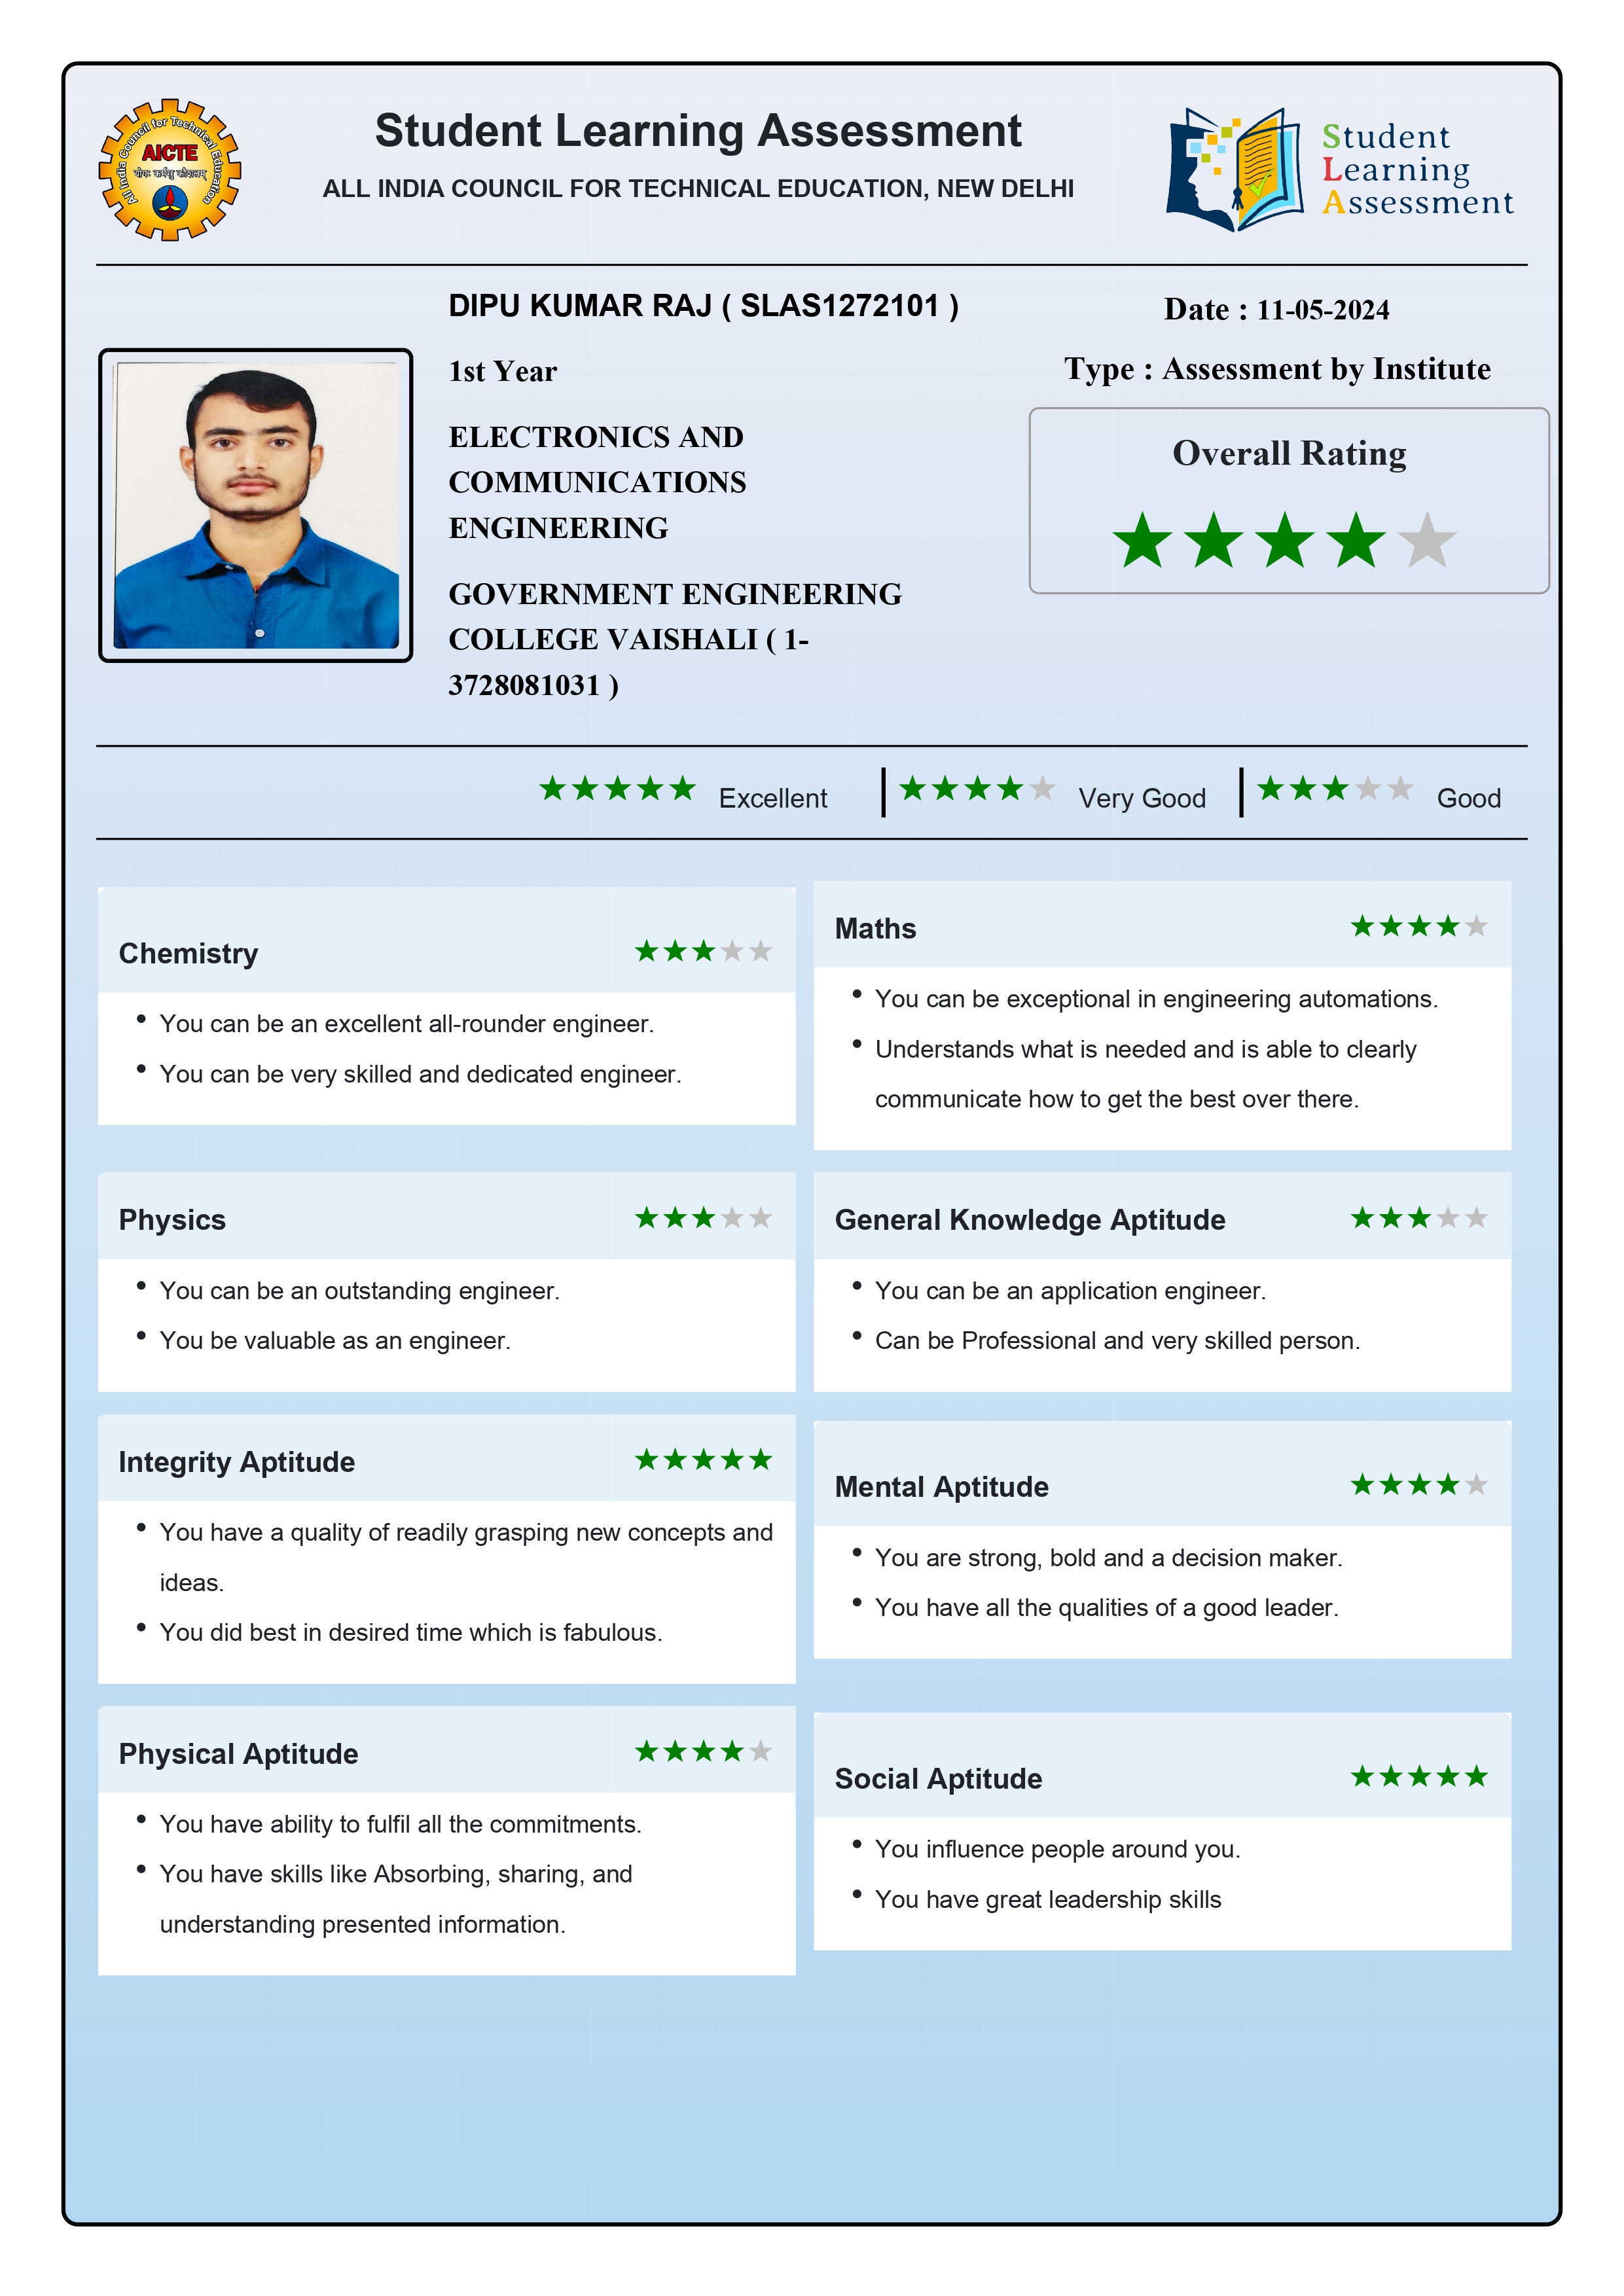 All India Council for Technical Education
AICTE
योगः कर्मसु कौशलम्
Student Learning Assessment
ALL INDIA COUNCIL FOR TECHNICAL EDUCATION, NEW DELHI
Student
Learning
Assessment
DIPU KUMAR RAJ ( SLAS1272101 )
1st Year
ELECTRONICS AND
COMMUNICATIONS
ENGINEERING
GOVERNMENT ENGINEERING
COLLEGE VAISHALI ( 1-
3728081031 )
Date : 11-05-2024
Type : Assessment by Institute
Overall Rating
Excellent
Very Good
Good
Chemistry
• You can be an excellent all-rounder engineer.
• You can be very skilled and dedicated engineer.
Maths
• You can be exceptional in engineering automations.
• Understands what is needed and is able to clearly
communicate how to get the best over there.
Physics
• You can be an outstanding engineer.
• You be valuable as an engineer.
General Knowledge Aptitude
• You can be an application engineer.
• Can be Professional and very skilled person.
Integrity Aptitude
• You have a quality of readily grasping new concepts and
ideas.
• You did best in desired time which is fabulous.
Mental Aptitude
• You are strong, bold and a decision maker.
• You have all the qualities of a good leader.
Physical Aptitude
• You have ability to fulfil all the commitments.
• You have skills like Absorbing, sharing, and
understanding presented information.
Social Aptitude
• You influence people around you.
• You have great leadership skills